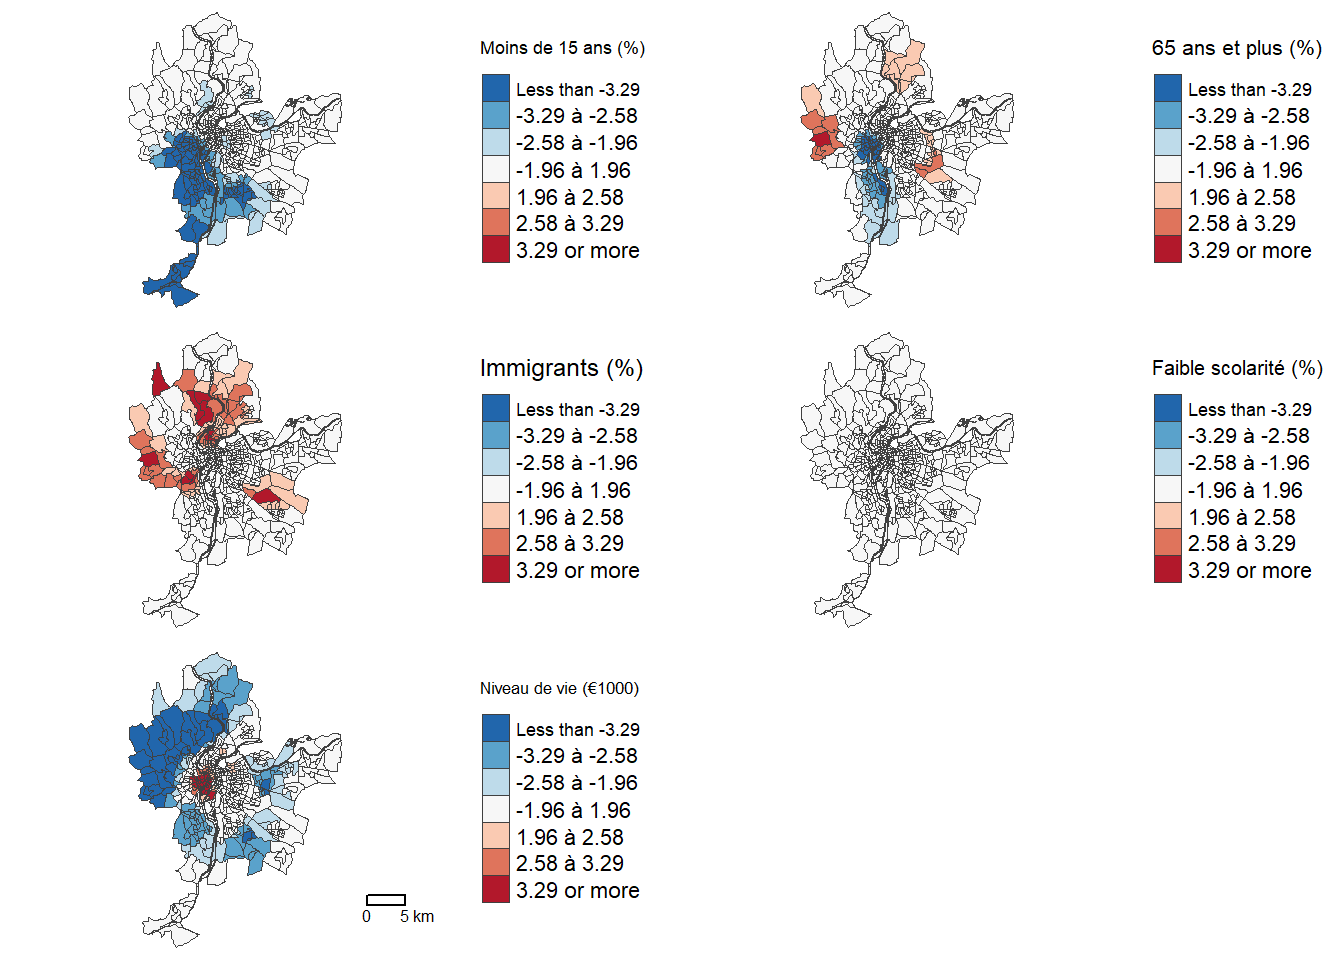 Moins de 15 ans (%)
Less than -3.29
-3.29 à -2.58
-2.58 à -1.96
-1.96 à 1.96
1.96 à 2.58
2.58 à 3.29
3.29 or more
65 ans et plus (%)
Less than -3.29
-3.29 à -2.58
-2.58 à -1.96
-1.96 à 1.96
1.96 à 2.58
2.58 à 3.29
3.29 or more
Immigrants (%)
Less than -3.29
-3.29 à -2.58
-2.58 à -1.96
-1.96 à 1.96
1.96 à 2.58
2.58 à 3.29
3.29 or more
Faible scolarité (%)
Less than -3.29
-3.29 à -2.58
-2.58 à -1.96
-1.96 à 1.96
1.96 à 2.58
2.58 à 3.29
3.29 or more
Niveau de vie (€1000)
Less than -3.29
-3.29 à -2.58
-2.58 à -1.96
-1.96 à 1.96
1.96 à 2.58
2.58 à 3.29
3.29 or more
0 5 km